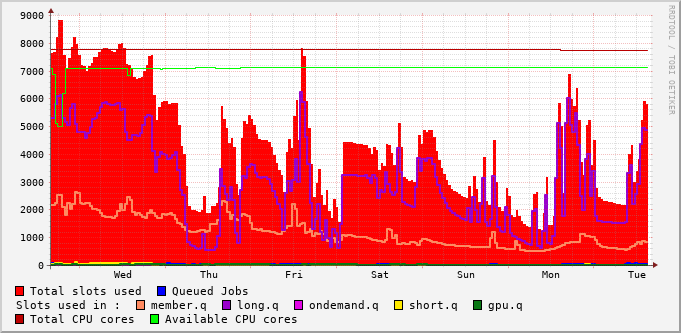 9000
8000
7000
6000
5000
4000
3000
2000
1000
0
Wed Thu Fri Sat Sun Mon Tue
RRDTOOL / TOBI OETIKER
Total slots used Queued Jobs
Slots used in : member.q long.q ondemand.q short.q gpu.q
Total CPU cores Available CPU cores